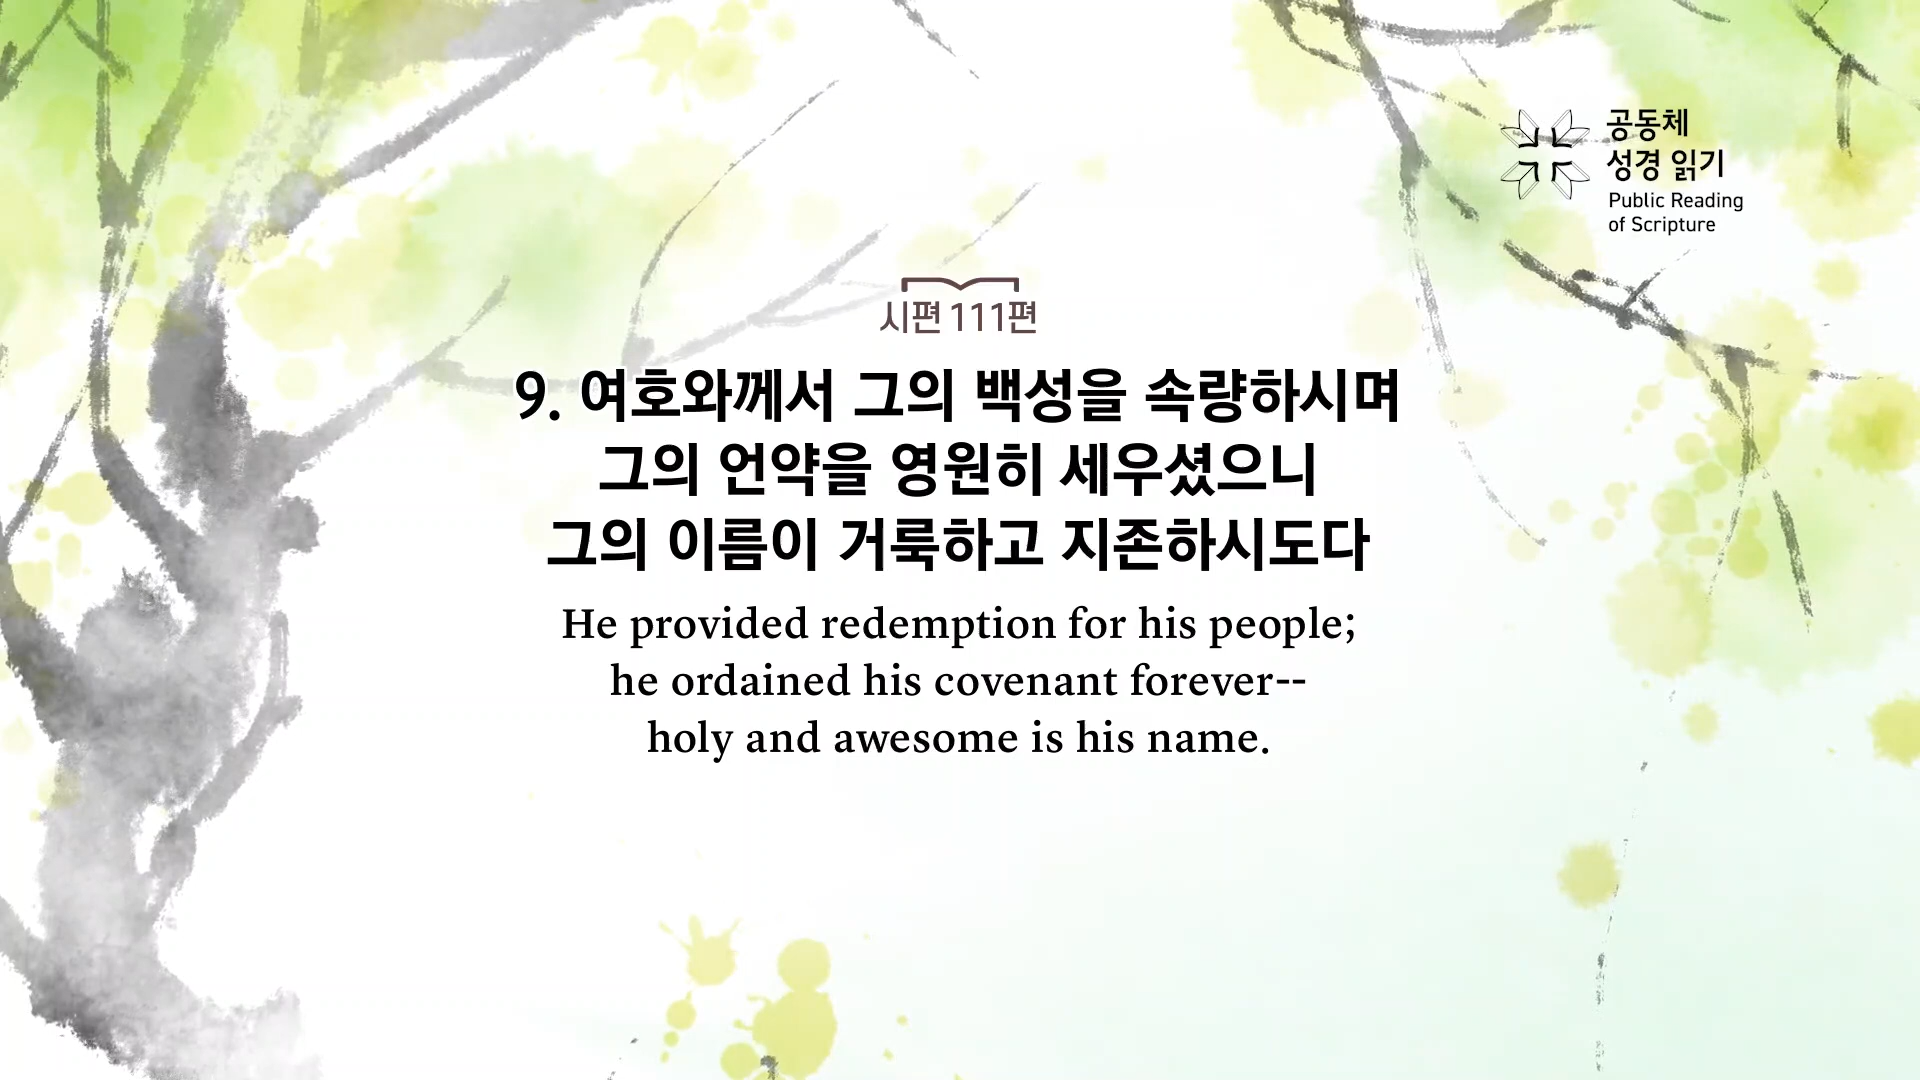 공동체
성경 읽기
Public Reading
of Scripture
시편 111편
9. 여호와께서 그의 백성을 속량하시며
그의 언약을 영원히 세우셨으니
그의 이름이 거룩하고 지존하시도다
He provided redemption for his people;
he ordained his covenant forever--
holy and awesome is his name.